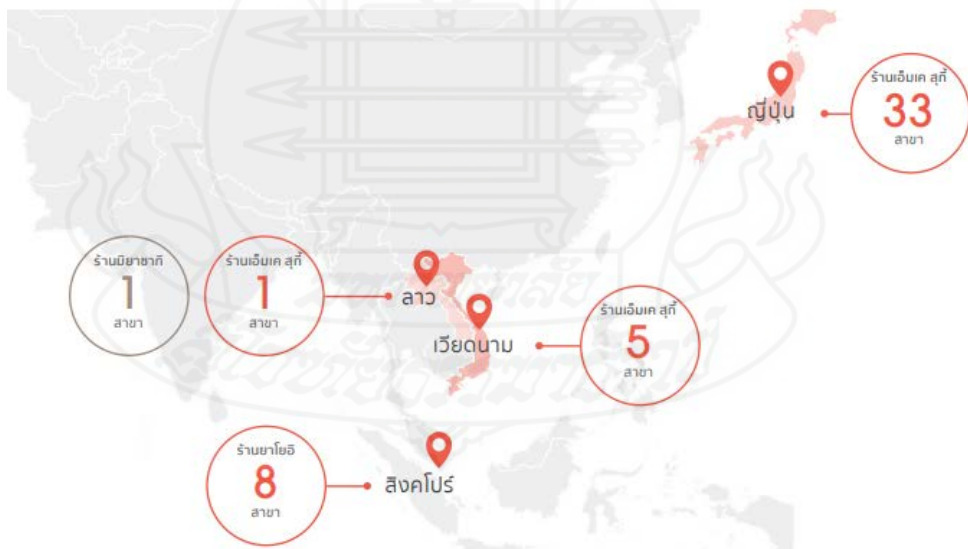 ร้านเอ็มเค สุกี้
33
สาขา
ญี่ปุ่น
ร้านมิยาซากิ
1
สาขา
ร้านเอ็มเค สุกี้
1
สาขา
ลาว
ร้านเอ็มเค สุกี้
5
สาขา
เวียดนาม
ร้านยาโยอิ
8
สาขา
สิงคโปร์